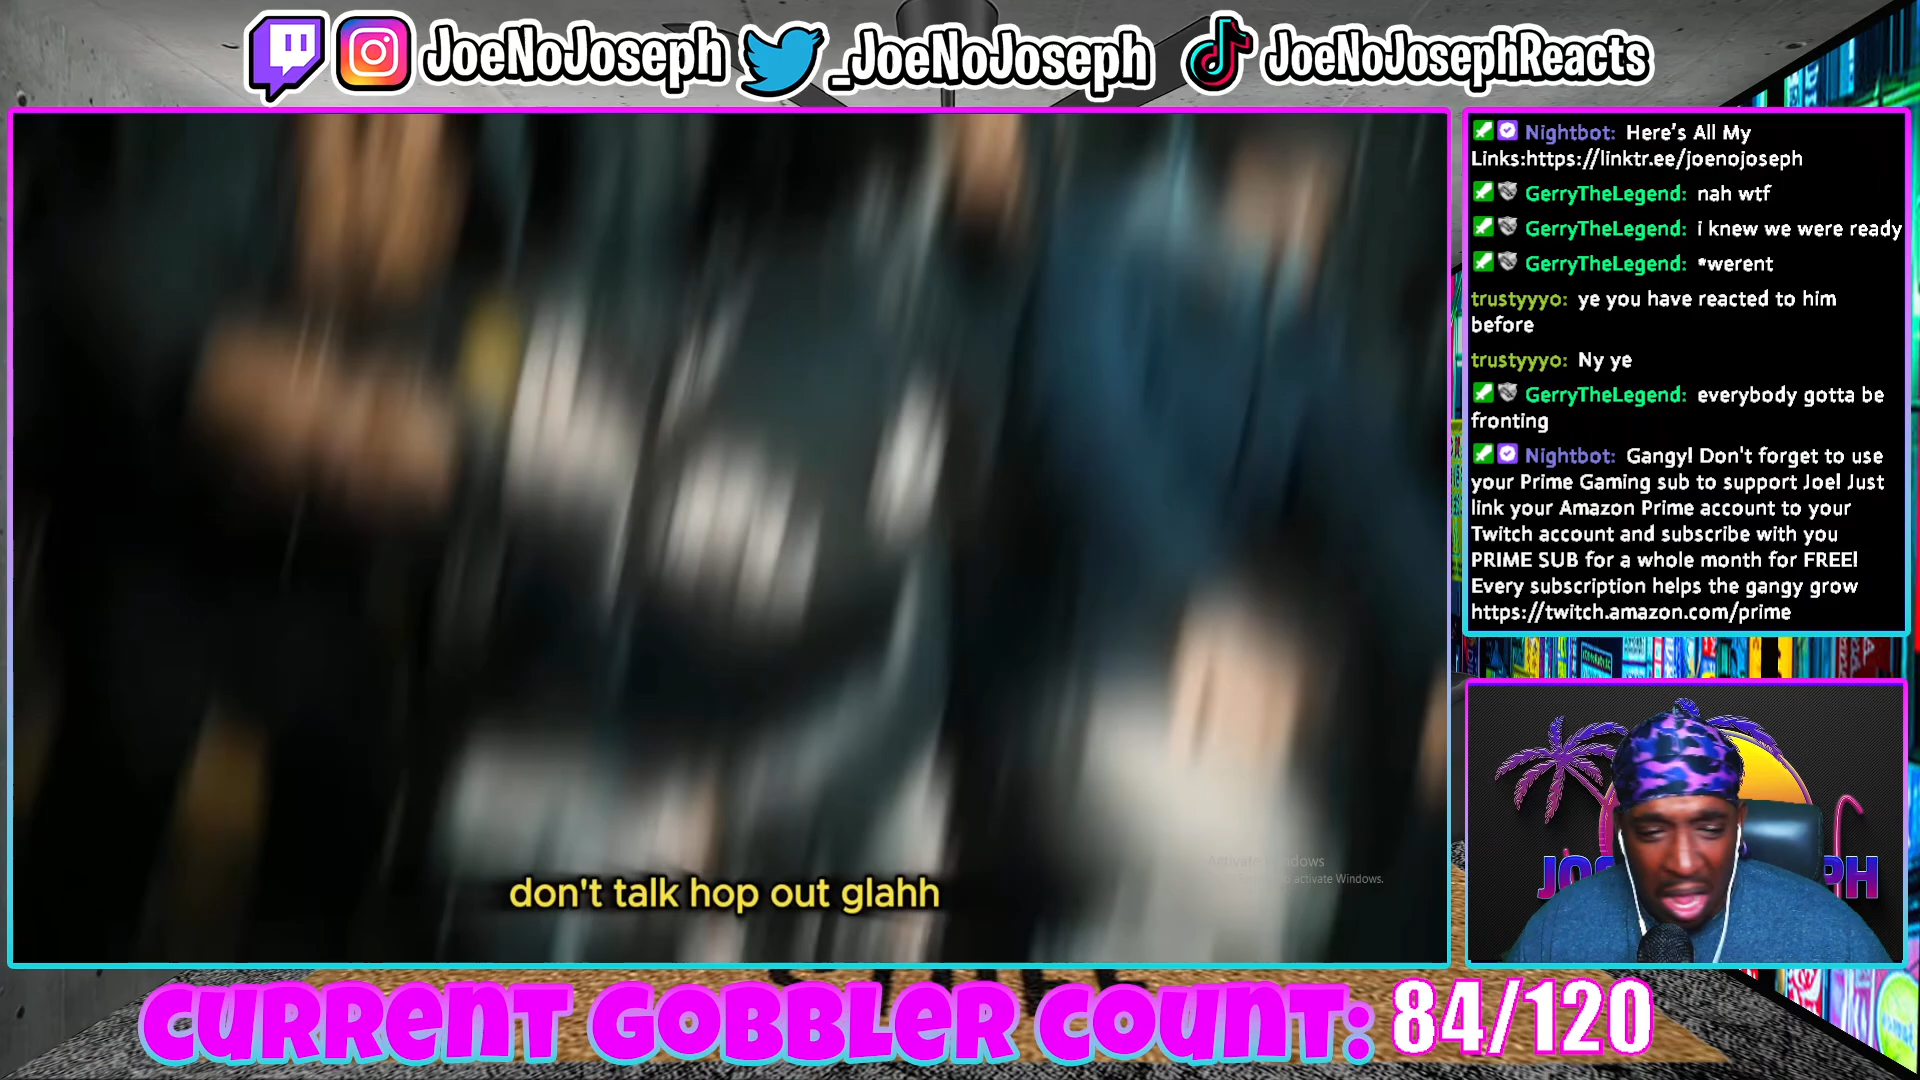 JoeNoJoseph _JoeNoJoseph JoeNoJosephReacts
Nightbot: Here's All My
Links:https://linktr.ee/joenojoseph
GerryTheLegend: nah wtf
GerryTheLegend: i knew we were ready
GerryTheLegend: *werent
trustyyyo: ye you have reacted to him
before
trustyyyo: Ny ye
GerryTheLegend: everybody gotta be
fronting
Nightbot: Gangy! Don't forget to use
your Prime Gaming sub to support Joe! Just
link your Amazon Prime account to your
Twitch account and subscribe with you
PRIME SUB for a whole month for FREE!
Every subscription helps the gangy grow
https://twitch.amazon.com/prime
activate Windows.
don't talk hop out glahh
CURRENT GOBBLER COUNT: 84/120